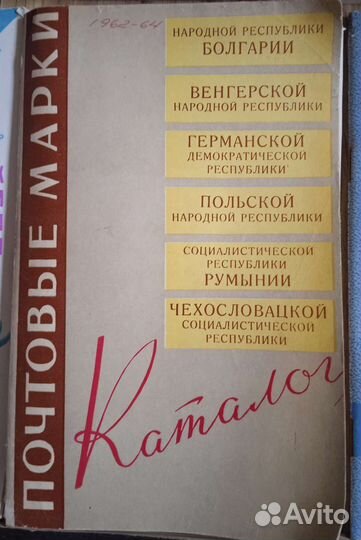 1962-64
ПОЧТОВЫЕ МАРКИ
НАРОДНОЙ РЕСПУБЛИКИ
БОЛГАРИИ
ВЕНГЕРСКОЙ
НАРОДНОЙ РЕСПУБЛИКИ
ГЕРМАНСКОЙ
ДЕМОКРАТИЧЕСКОЙ
РЕСПУБЛИКИ
ПОЛЬСКОЙ
НАРОДНОЙ РЕСПУБЛИКИ
СОЦИАЛИСТИЧЕСКОЙ
РЕСПУБЛИКИ
РУМЫНИИ
ЧЕХОСЛОВАЦКОЙ
СОЦИАЛИСТИЧЕСКОЙ
РЕСПУБЛИКИ
Каталог
Avito